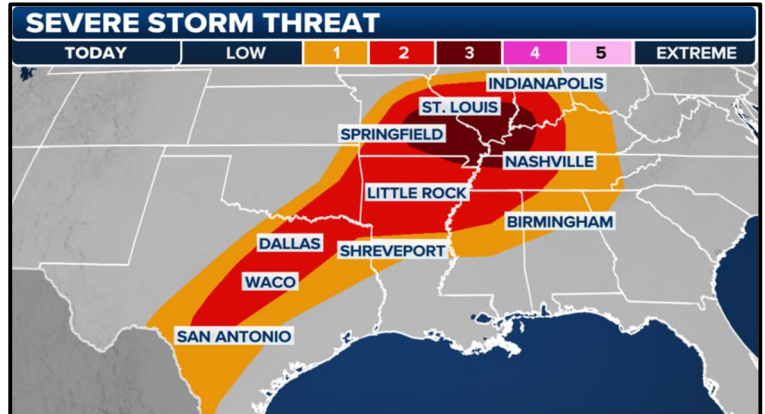 SEVERE STORM THREAT
TODAY LOW 1 2 3 4 5 EXTREME
INDIANAPOLIS
ST. LOUIS
SPRINGFIELD
NASHVILLE
LITTLE ROCK
BIRMINGHAM
DALLAS
SHREVEPORT
WACO
SAN ANTONIO